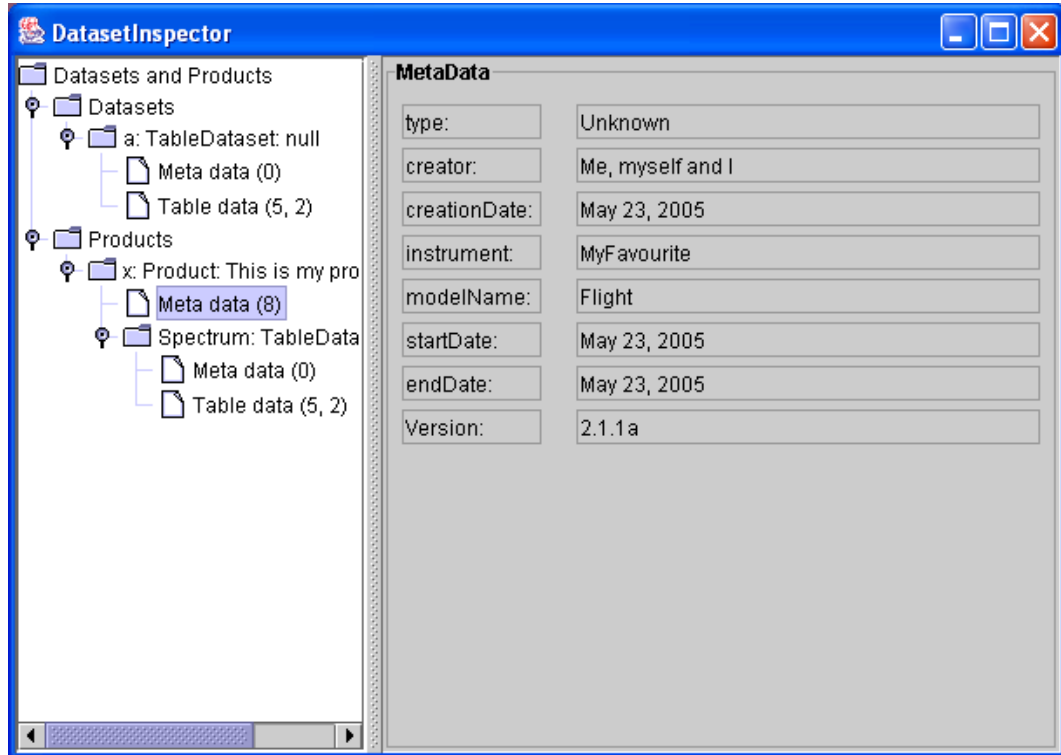 DatasetInspector
Datasets and Products
Datasets
a: TableDataset: null
Meta data (0)
Table data (5, 2)
Products
x: Product: This is my pro
Meta data (8)
Spectrum: TableData
Meta data (0)
Table data (5, 2)
MetaData
type: Unknown
creator: Me, myself and I
creationDate: May 23, 2005
instrument: MyFavourite
modelName: Flight
startDate: May 23, 2005
endDate: May 23, 2005
Version: 2.1.1a